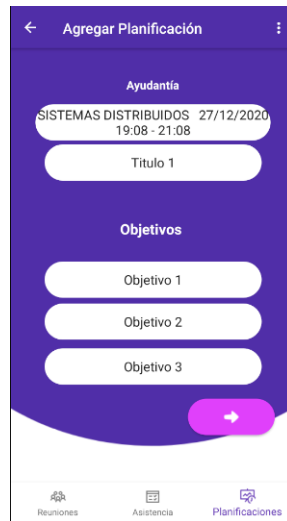 Agregar Planificación
Ayudantía
SISTEMAS DISTRIBUIDOS 27/12/2020
19:08 - 21:08
Titulo 1
Objetivos
Objetivo 1
Objetivo 2
Objetivo 3
Reuniones Asistencia Planificaciones